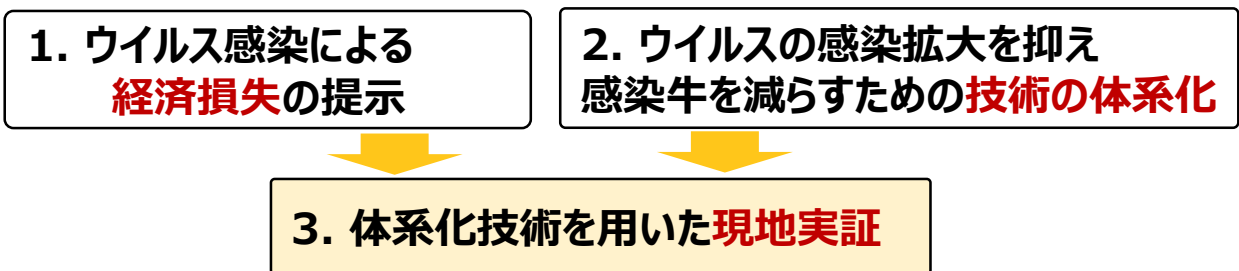 1. ウイルス感染による
経済損失の提示
2. ウイルスの感染拡大を抑え
感染牛を減らすための技術の体系化
3. 体系化技術を用いた現地実証